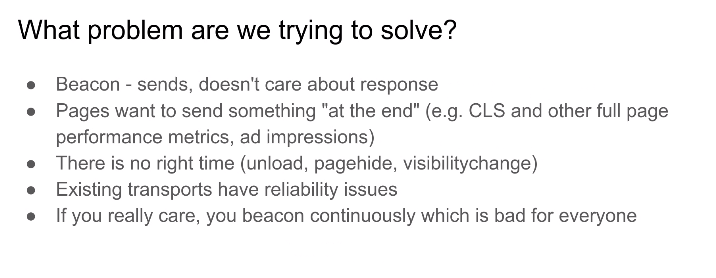 What problem are we trying to solve?
● Beacon - sends, doesn't care about response
● Pages want to send something "at the end" (e.g. CLS and other full page
performance metrics, ad impressions)
● There is no right time (unload, pagehide, visibilitychange)
● Existing transports have reliability issues
● If you really care, you beacon continuously which is bad for everyone